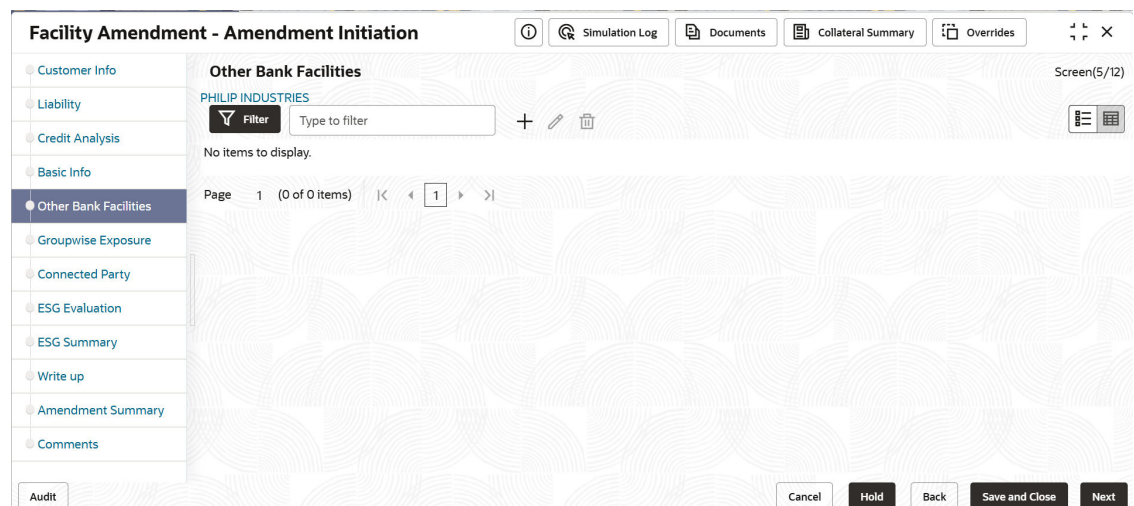 Facility Amendment - Amendment Initiation
Simulation Log
Documents
Collateral Summary
Overrides
Customer Info
Liability
Credit Analysis
Basic Info
Other Bank Facilities
Groupwise Exposure
Connected Party
ESG Evaluation
ESG Summary
Write up
Amendment Summary
Comments
Other Bank Facilities
Screen(5/12)
PHILIP INDUSTRIES
Filter
Type to filter
No items to display.
Page 1 (0 of 0 items) 1
Audit
Cancel
Hold
Back
Save and Close
Next